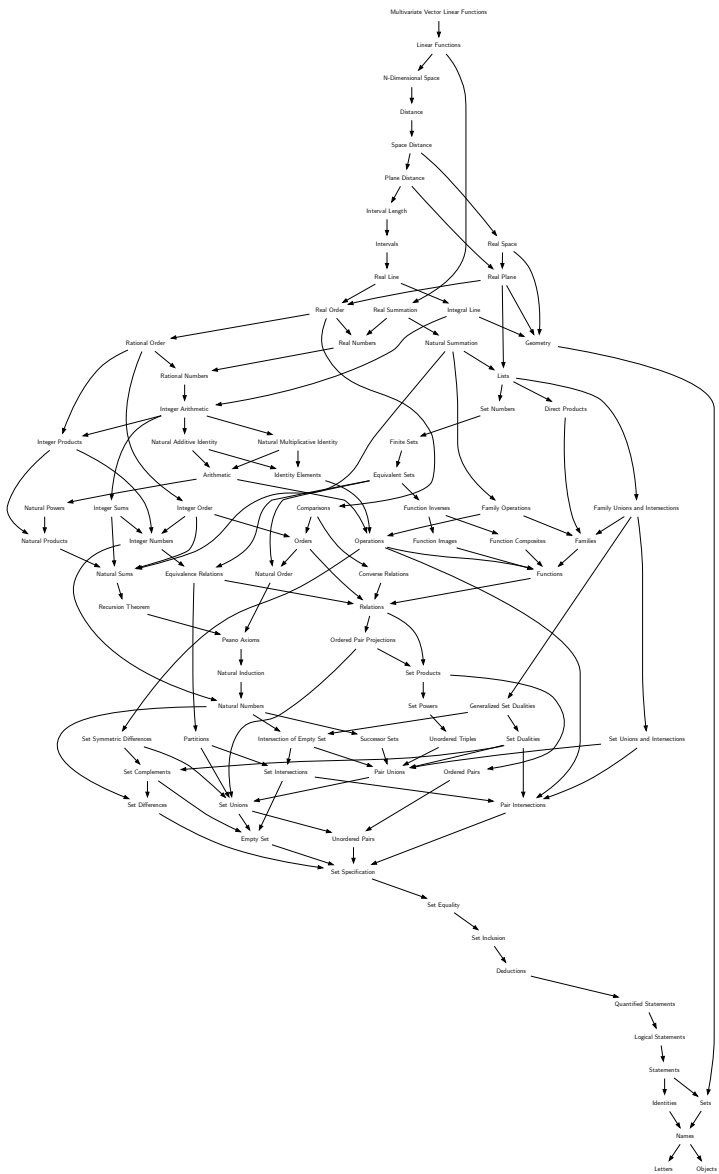 Multivariate Vector Linear Functions
Linear Functions
N-Dimensional Space
Distance
Space Distance
Plane Distance
Interval Length
Intervals
Real Space
Real Line
Real Plane
Real Order
Real Summation
Integral Line
Rational Order
Real Numbers
Natural Summation
Geometry
Rational Numbers
Lists
Integer Arithmetic
Set Numbers
Direct Products
Integer Products
Natural Additive Identity
Natural Multiplicative Identity
Finite Sets
Arithmetic
Identity Elements
Equivalent Sets
Natural Powers
Integer Sums
Integer Order
Comparisons
Function Inverses
Family Operations
Family Unions and Intersections
Natural Products
Integer Numbers
Orders
Operations
Function Images
Function Composites
Families
Natural Sums
Equivalence Relations
Natural Order
Converse Relations
Functions
Recursion Theorem
Relations
Peano Axioms
Ordered Pair Projections
Natural Induction
Set Products
Natural Numbers
Set Powers
Generalized Set Dualities
Set Symmetric Differences
Partitions
Intersection of Empty Set
Successor Sets
Unordered Triples
Set Dualities
Set Unions and Intersections
Set Complements
Set Intersections
Pair Unions
Ordered Pairs
Set Differences
Set Unions
Pair Intersections
Empty Set
Unordered Pairs
Set Specification
Set Equality
Set Inclusion
Deductions
Quantified Statements
Logical Statements
Statements
Identities
Sets
Names
Letters
Objects